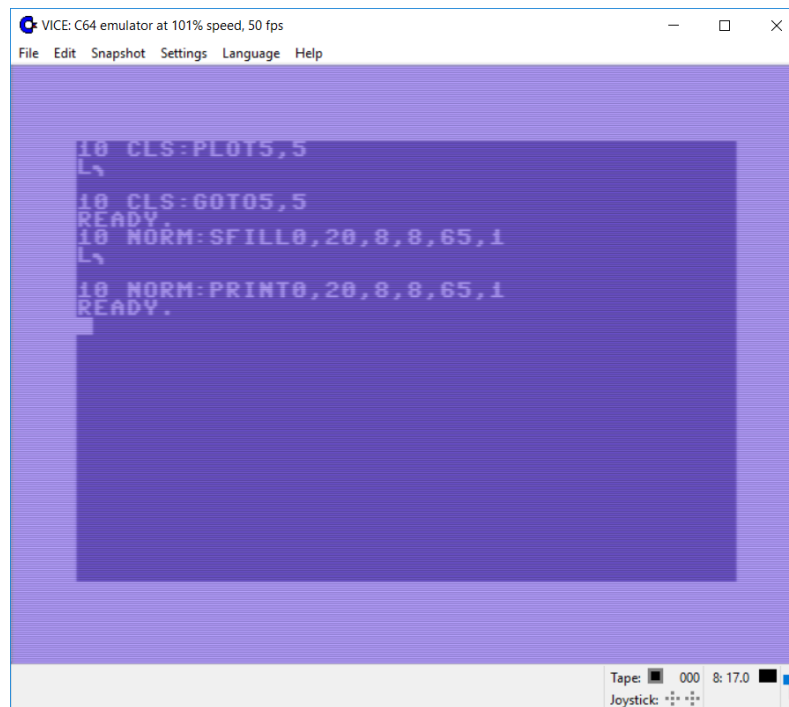 VICE: C64 emulator at 101% speed, 50 fps
File Edit Snapshot Settings Language Help
10 CLS:PLOT5,5
L╮
10 CLS:GOTO5,5
READY.
10 NORM:SFILL0,20,8,8,65,1
L╮
10 NORM:PRINT0,20,8,8,65,1
READY.
Tape: 000 8: 17.0
Joystick: